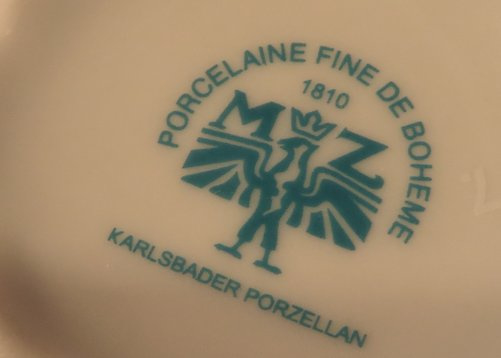 PORCELAINE FINE DE BOHEME
1810
M Z
KARLSBADER PORZELLAN